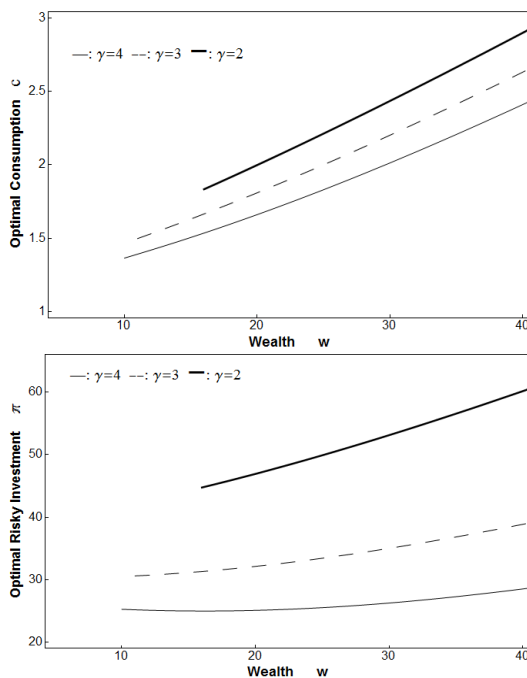 3
—: γ=4 --: γ=3 —: γ=2
2.5
2
1.5
1
Optimal Consumption c
10 20 30 40
Wealth w
—: γ=4 --: γ=3 —: γ=2
60
50
40
30
20
Optimal Risky Investment π
10 20 30 40
Wealth w